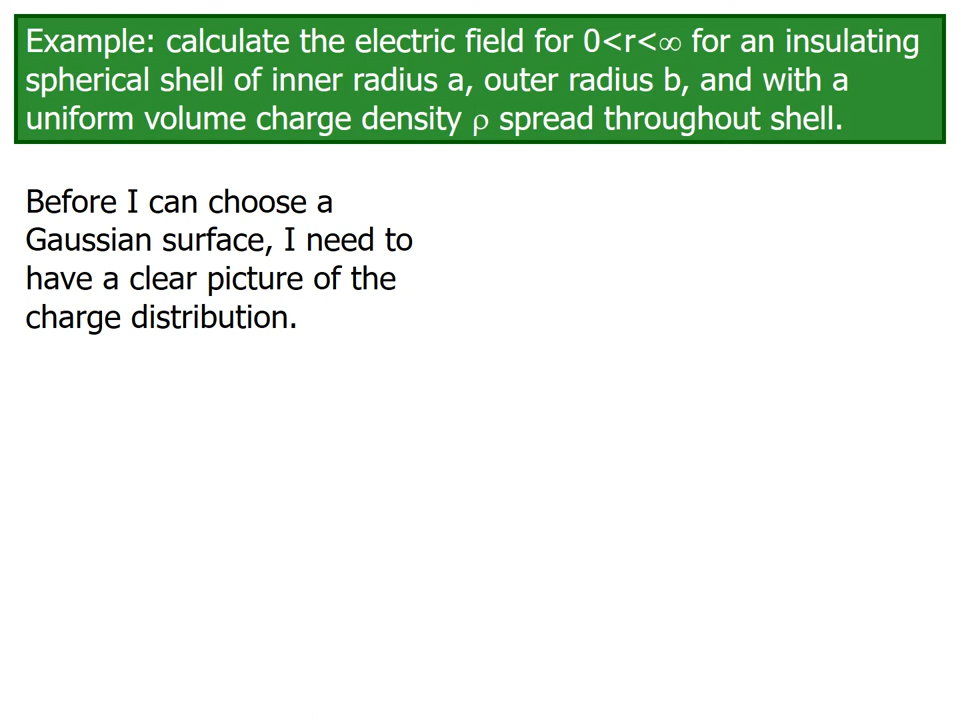 Example: calculate the electric field for 0<r<∞ for an insulating
spherical shell of inner radius a, outer radius b, and with a
uniform volume charge density ρ spread throughout shell.
Before I can choose a
Gaussian surface, I need to
have a clear picture of the
charge distribution.